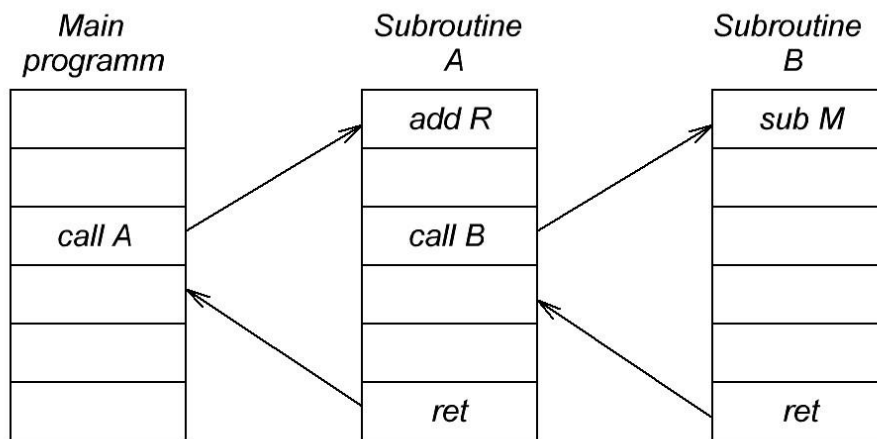 Main
programm
Subroutine
A
Subroutine
B
add R
sub M
call A
call B
ret
ret